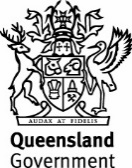 AUDAX AT FIDELIS
Queensland
Government